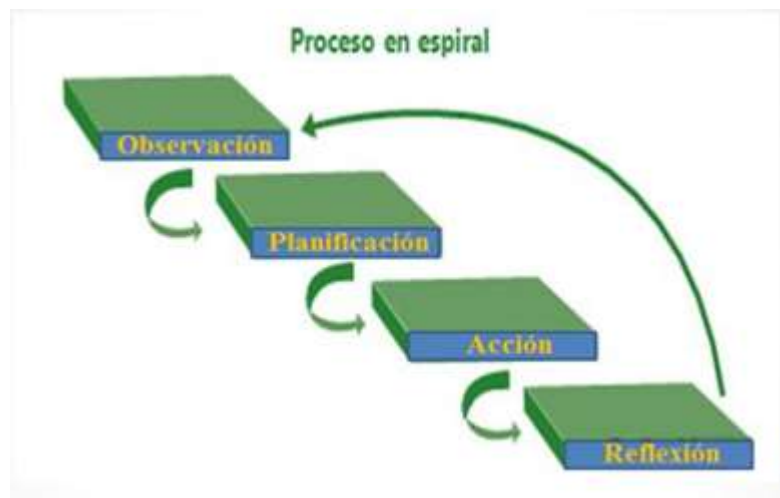 Proceso en espiral
Observación
Planificación
Acción
Reflexión